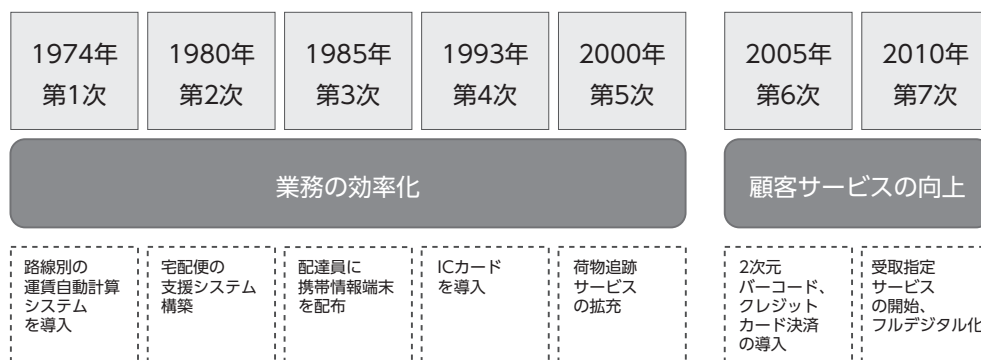 1974年
第1次
1980年
第2次
1985年
第3次
1993年
第4次
2000年
第5次
2005年
第6次
2010年
第7次
業務の効率化
顧客サービスの向上
路線別の
運賃自動計算
システム
を導入
宅配便の
支援システム
構築
配達員に
携帯情報端末
を配布
ICカード
を導入
荷物追跡
サービス
の拡充
2次元
バーコード、
クレジット
カード決済
の導入
受取指定
サービス
の開始、
フルデジタル化